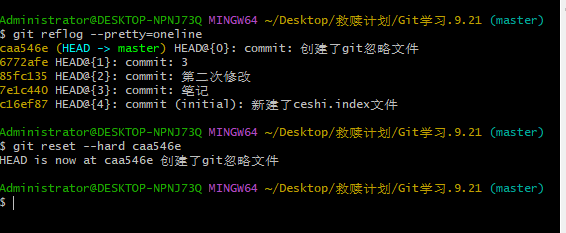 Administrator@DESKTOP-NPNJ73Q MINGW64 ~/Desktop/救赎计划/Git学习.9.21 (master)
$ git reflog --pretty=oneline
caa546e (HEAD -> master) HEAD@{0}: commit: 创建了git忽略文件
6772afe HEAD@{1}: commit: 3
85fc135 HEAD@{2}: commit: 第二次修改
7e1c440 HEAD@{3}: commit: 笔记
c16ef87 HEAD@{4}: commit (initial): 新建了ceshi.index文件
Administrator@DESKTOP-NPNJ73Q MINGW64 ~/Desktop/救赎计划/Git学习.9.21 (master)
$ git reset --hard caa546e
HEAD is now at caa546e 创建了git忽略文件
Administrator@DESKTOP-NPNJ73Q MINGW64 ~/Desktop/救赎计划/Git学习.9.21 (master)
$